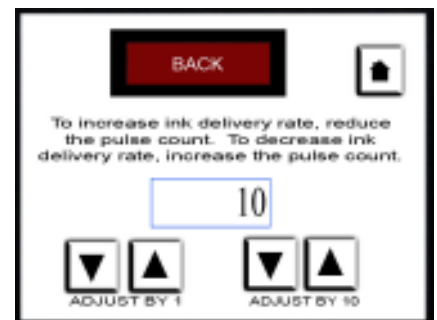 BACK
To increase ink delivery rate, reduce
the pulse count. To decrease ink
delivery rate, increase the pulse count.
10
ADJUST BY 1 ADJUST BY 10